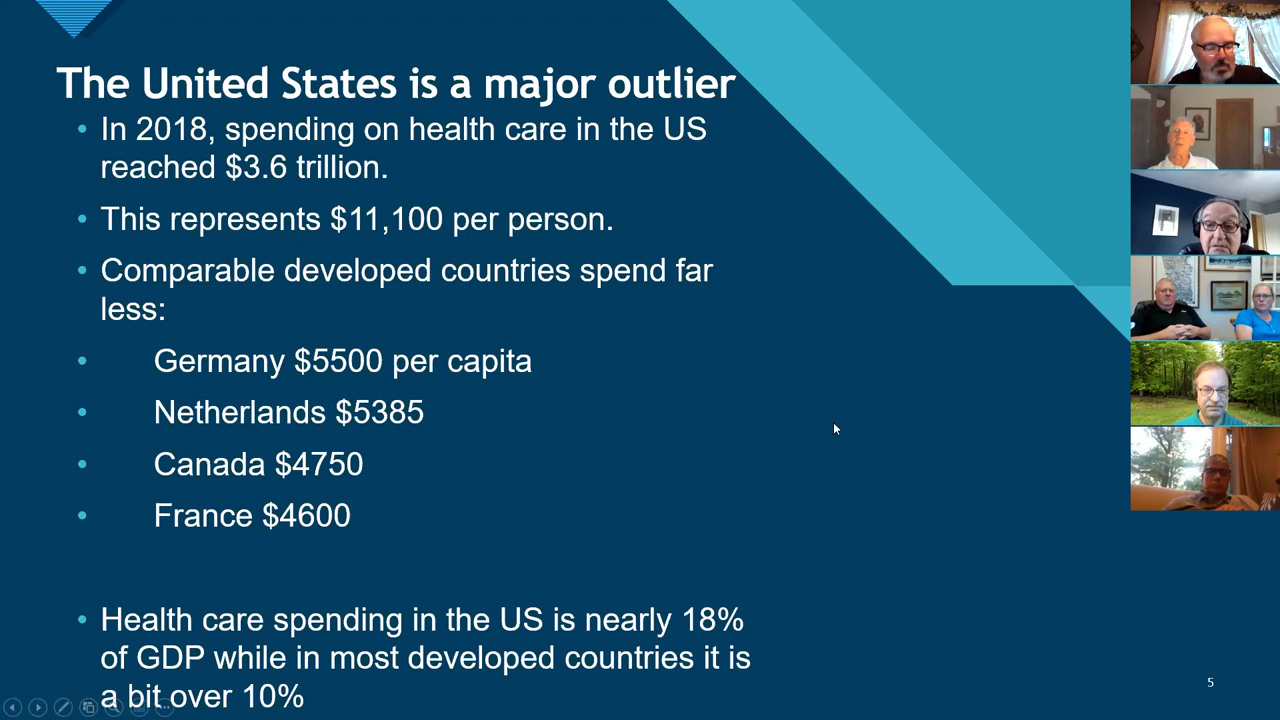 The United States is a major outlier
• In 2018, spending on health care in the US
reached $3.6 trillion.
• This represents $11,100 per person.
• Comparable developed countries spend far
less:
• Germany $5500 per capita
• Netherlands $5385
• Canada $4750
• France $4600
• Health care spending in the US is nearly 18%
of GDP while in most developed countries it is
a bit over 10%
5